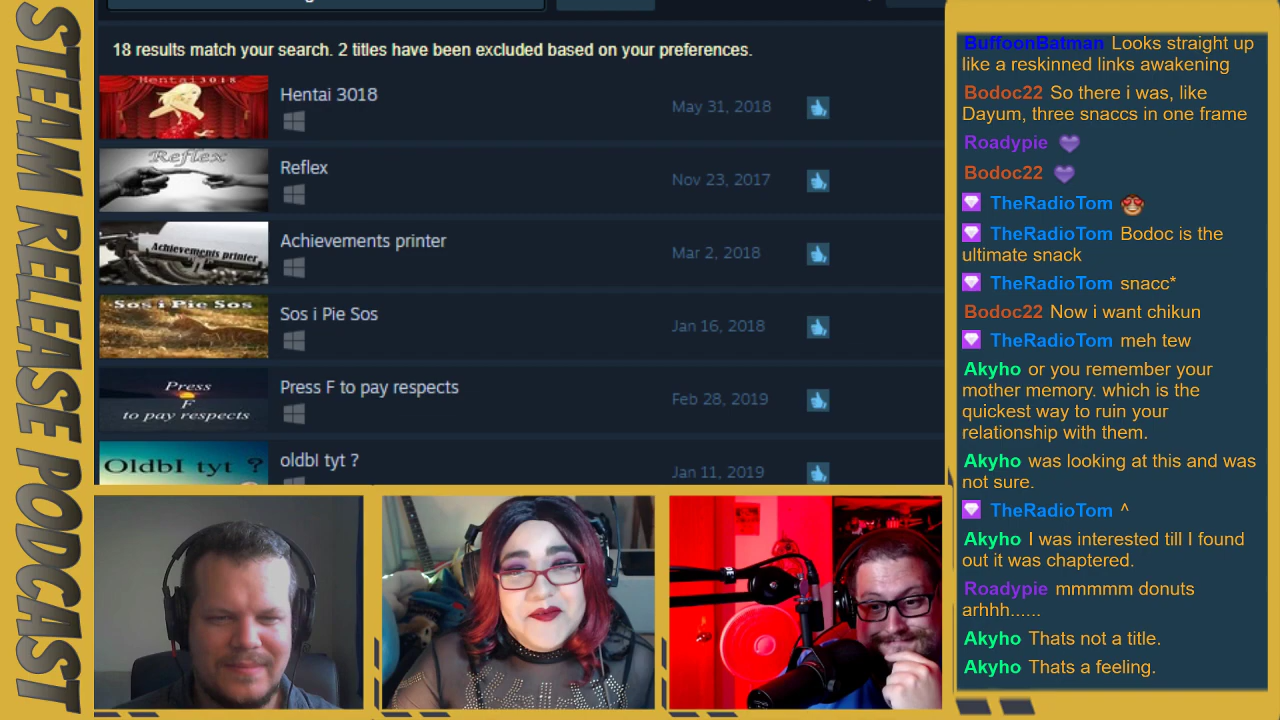 STEAM RELEASE PODCAST
18 results match your search. 2 titles have been excluded based on your preferences.
Hentai 3018
Hentai 3018
May 31, 2018
Reflex
Reflex
Nov 23, 2017
Achievements printer
Achievements printer
Mar 2, 2018
Sos i Pie Sos
Sos i Pie Sos
Jan 16, 2018
Press
F
to pay respects
Press F to pay respects
Feb 28, 2019
OldbI tyt ?
oldbI tyt ?
Jan 11, 2019
BuffoonBatman Looks straight up
like a reskinned links awakening
Bodoc22 So there i was, like
Dayum, three snaccs in one frame
Roadypie
Bodoc22
TheRadioTom
TheRadioTom Bodoc is the
ultimate snack
TheRadioTom snacc*
Bodoc22 Now i want chikun
TheRadioTom meh tew
Akyho or you remember your
mother memory. which is the
quickest way to ruin your
relationship with them.
Akyho was looking at this and was
not sure.
TheRadioTom ^
Akyho I was interested till I found
out it was chaptered.
Roadypie mmmmm donuts
arhhh......
Akyho Thats not a title.
Akyho Thats a feeling.